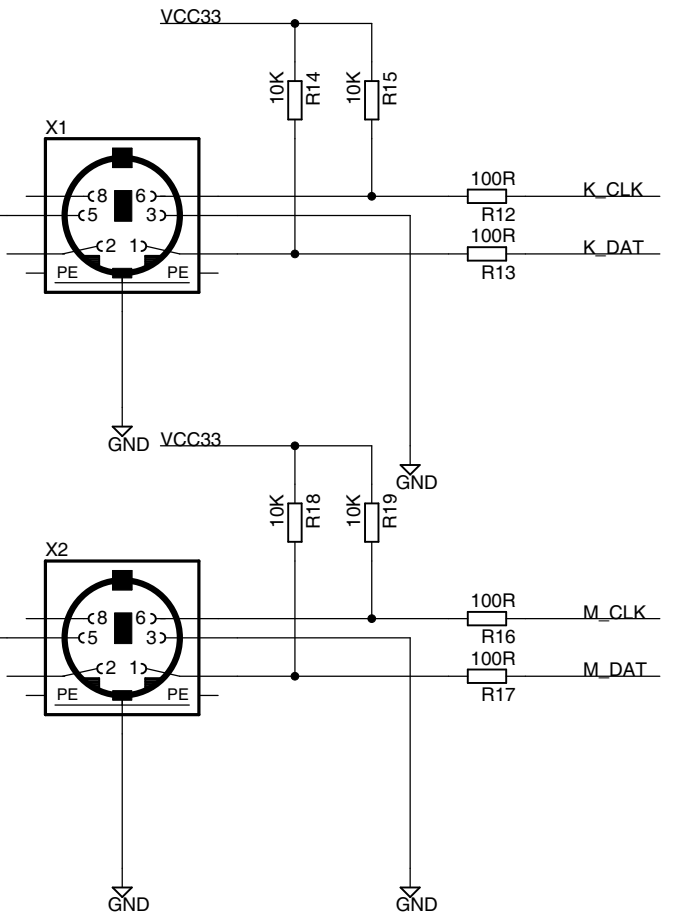 VCC33
10K
R14
10K
R15
X1
8
6
5
3
2
1
PE
PE
100R
R12
K_CLK
100R
R13
K_DAT
GND
GND
VCC33
10K
R18
10K
R19
X2
8
6
5
3
2
1
PE
PE
100R
R16
M_CLK
100R
R17
M_DAT
GND
GND